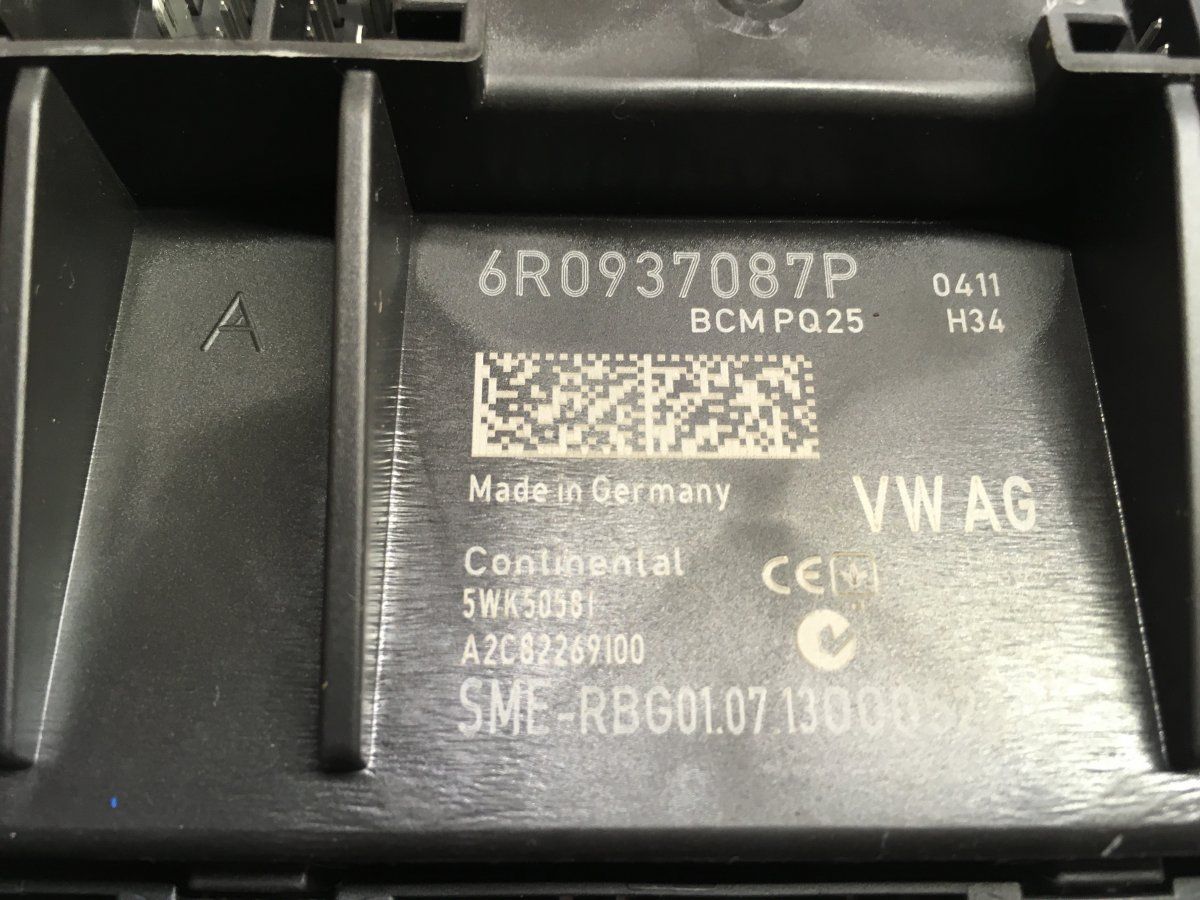 A
6R0937087P
0411
BCM PQ25
H34
Made in Germany
VW AG
Continental
CE
5WK50581
A2C82269100